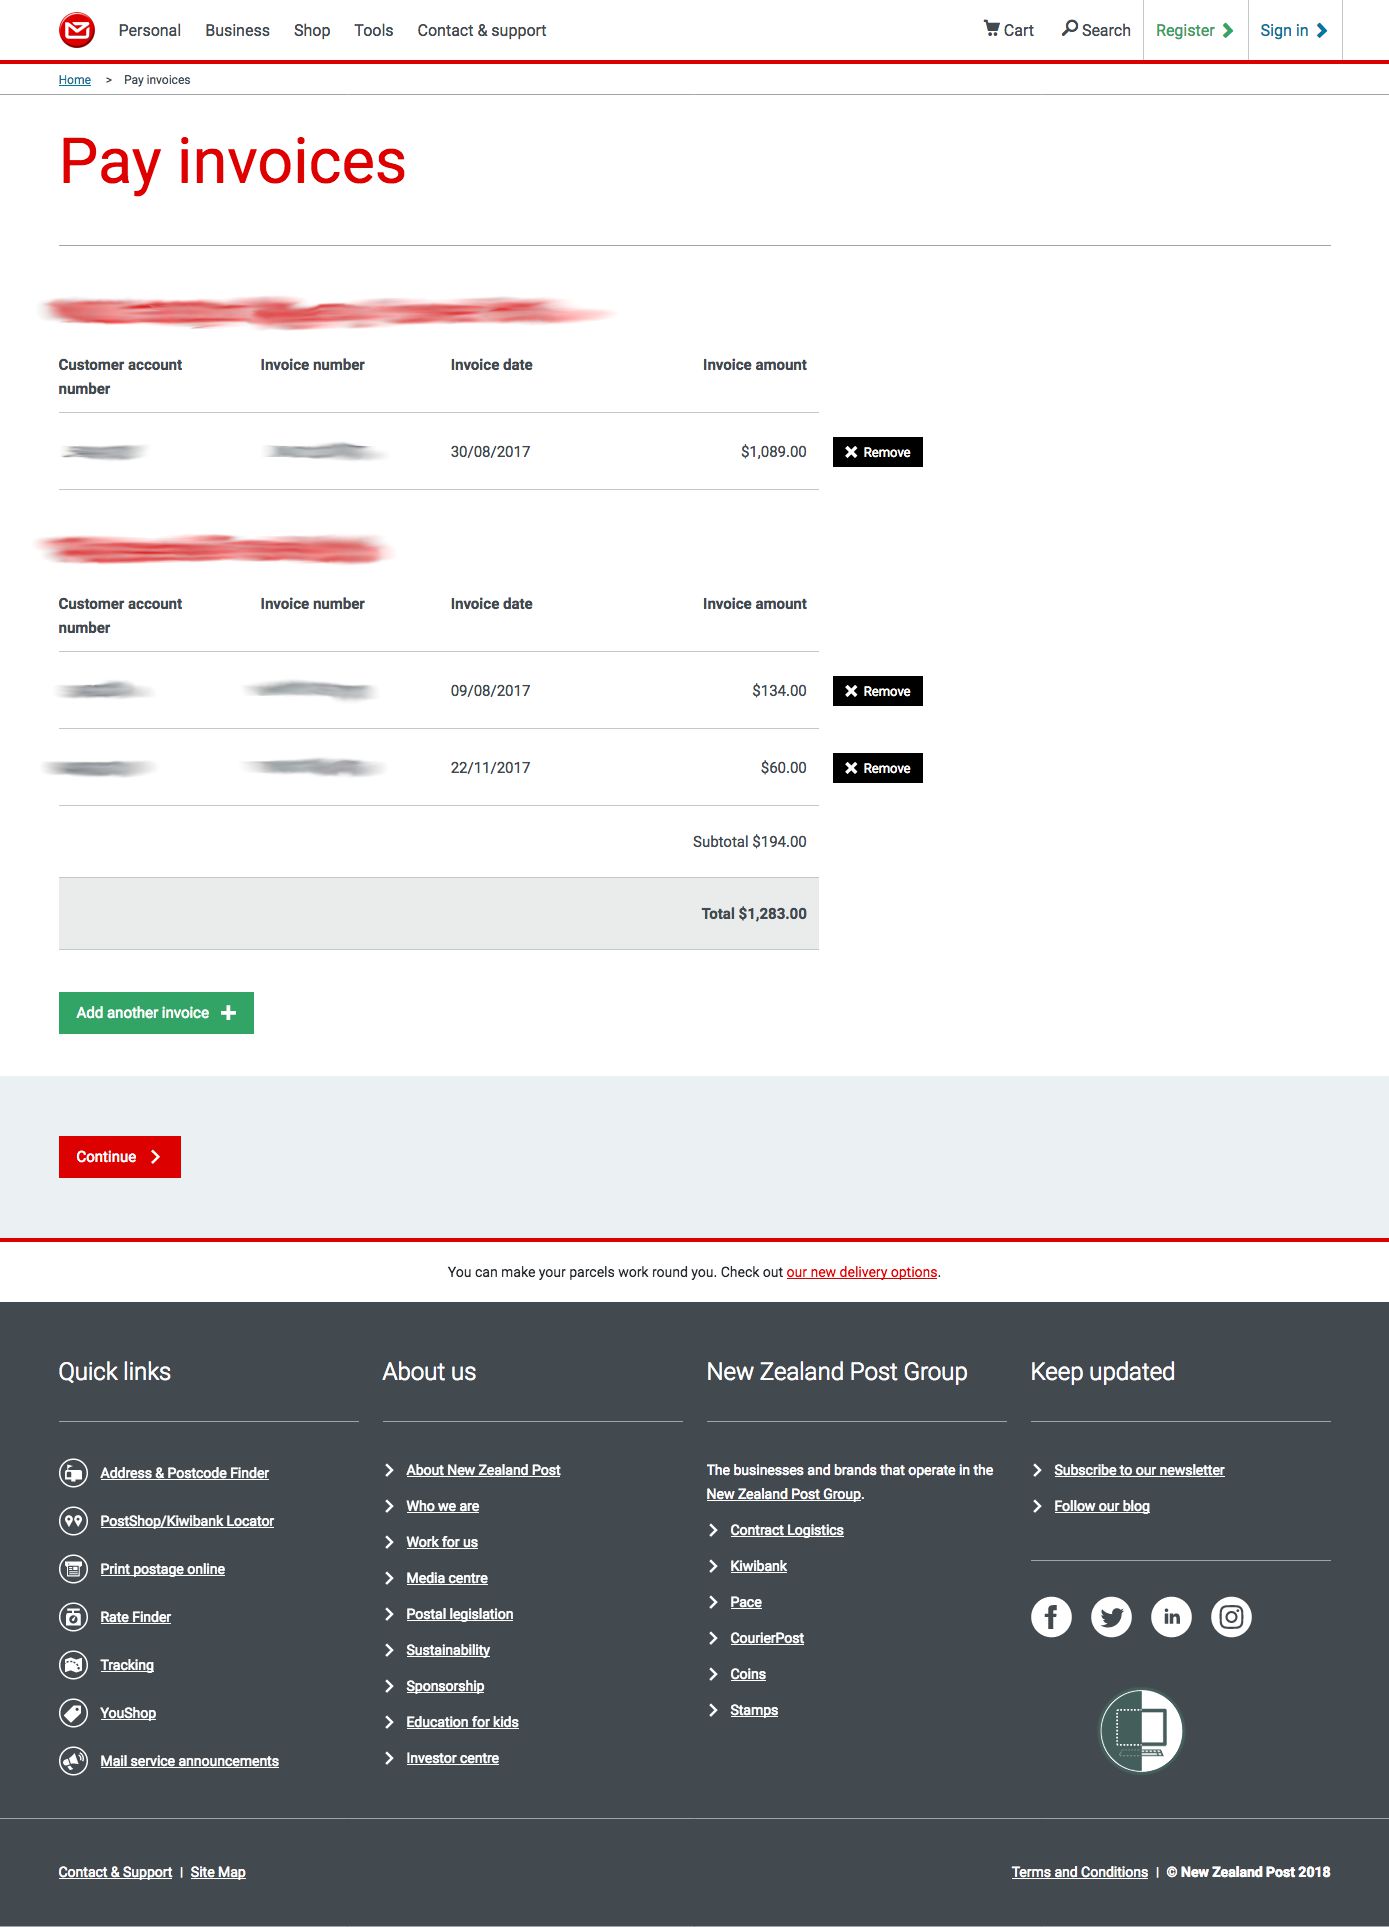 Personal Business Shop Tools Contact & support Cart Search Register Sign in
Home > Pay invoices
Pay invoices
Customer account number Invoice number Invoice date Invoice amount
30/08/2017 $1,089.00 Remove
Customer account number Invoice number Invoice date Invoice amount
09/08/2017 $134.00 Remove
22/11/2017 $60.00 Remove
Subtotal $194.00
Total $1,283.00
Add another invoice
Continue
You can make your parcels work round you. Check out our new delivery options.
Quick links
Address & Postcode Finder
PostShop/Kiwibank Locator
Print postage online
Rate Finder
Tracking
YouShop
Mail service announcements
About us
About New Zealand Post
Who we are
Work for us
Media centre
Postal legislation
Sustainability
Sponsorship
Education for kids
Investor centre
New Zealand Post Group
The businesses and brands that operate in the
New Zealand Post Group.
Contract Logistics
Kiwibank
Pace
CourierPost
Coins
Stamps
Keep updated
Subscribe to our newsletter
Follow our blog
Contact & Support | Site Map
Terms and Conditions | © New Zealand Post 2018